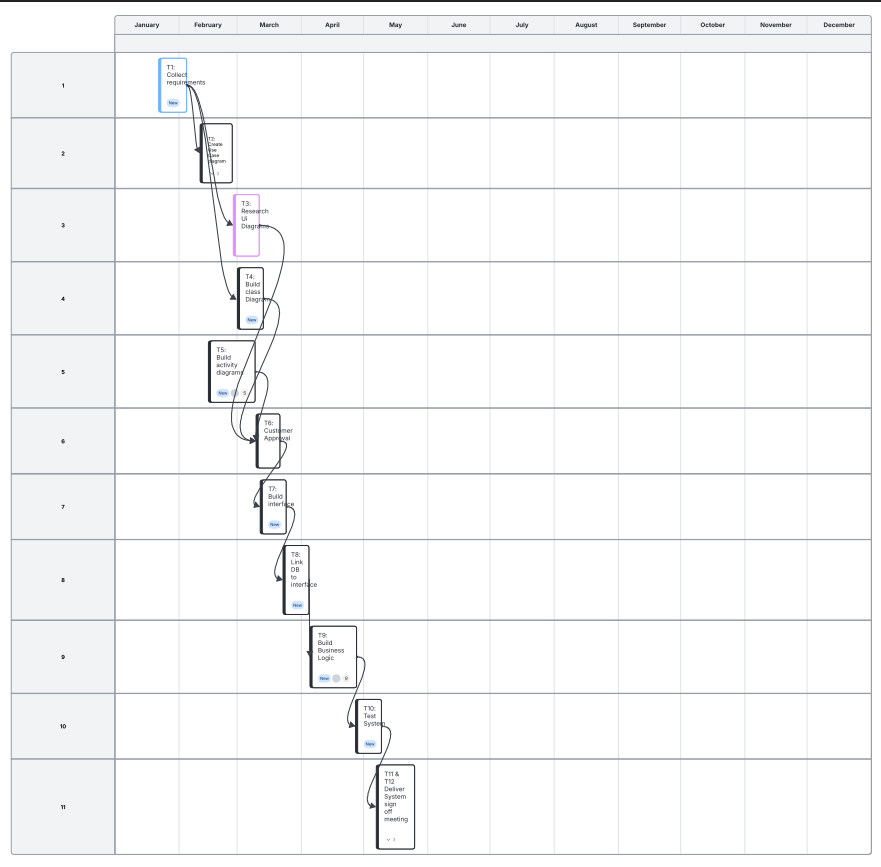 January February March April May June July August September October November December
1
T1:
Collect
requirements
New
2
T2:
Create
Use
Case
Diagram
3
T3:
Research
Ui
Diagrams
4
T4:
Build
class
Diagram
New
5
T5:
Build
activity
diagrams
New
6
T6:
Customer
Approval
7
T7:
Build
interface
New
8
T8:
Link
DB
to
interface
New
9
T9:
Build
Business
Logic
New
10
T10:
Test
System
New
11
T11 &
T12
Deliver
System
sign
off
meeting